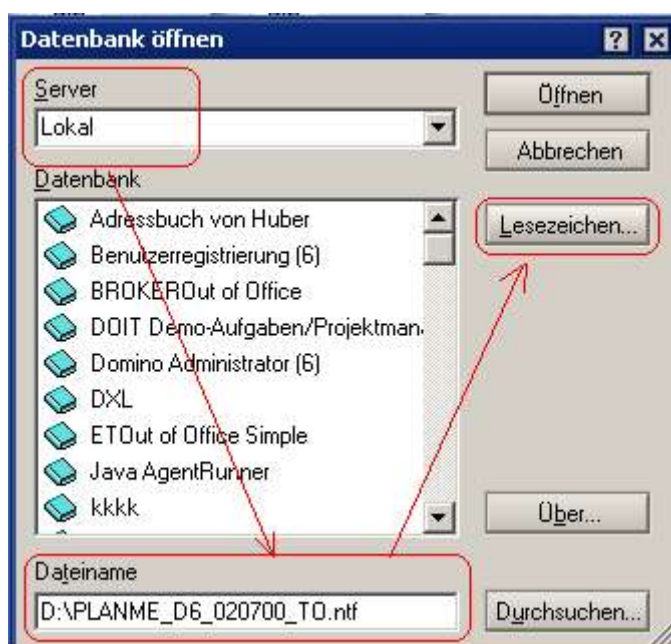 Datenbank öffnen
Server
Lokal
Datenbank
Adressbuch von Huber
Benutzerregistrierung (6)
BROKEROut of Office
DOIT Demo-Aufgaben/Projektman
Domino Administrator (6)
DXL
ETOut of Office Simple
Java AgentRunner
kkkk
Dateiname
D:\PLANME_D6_020700_TO.ntf
Öffnen
Abbrechen
Lesezeichen...
Über...
Durchsuchen...